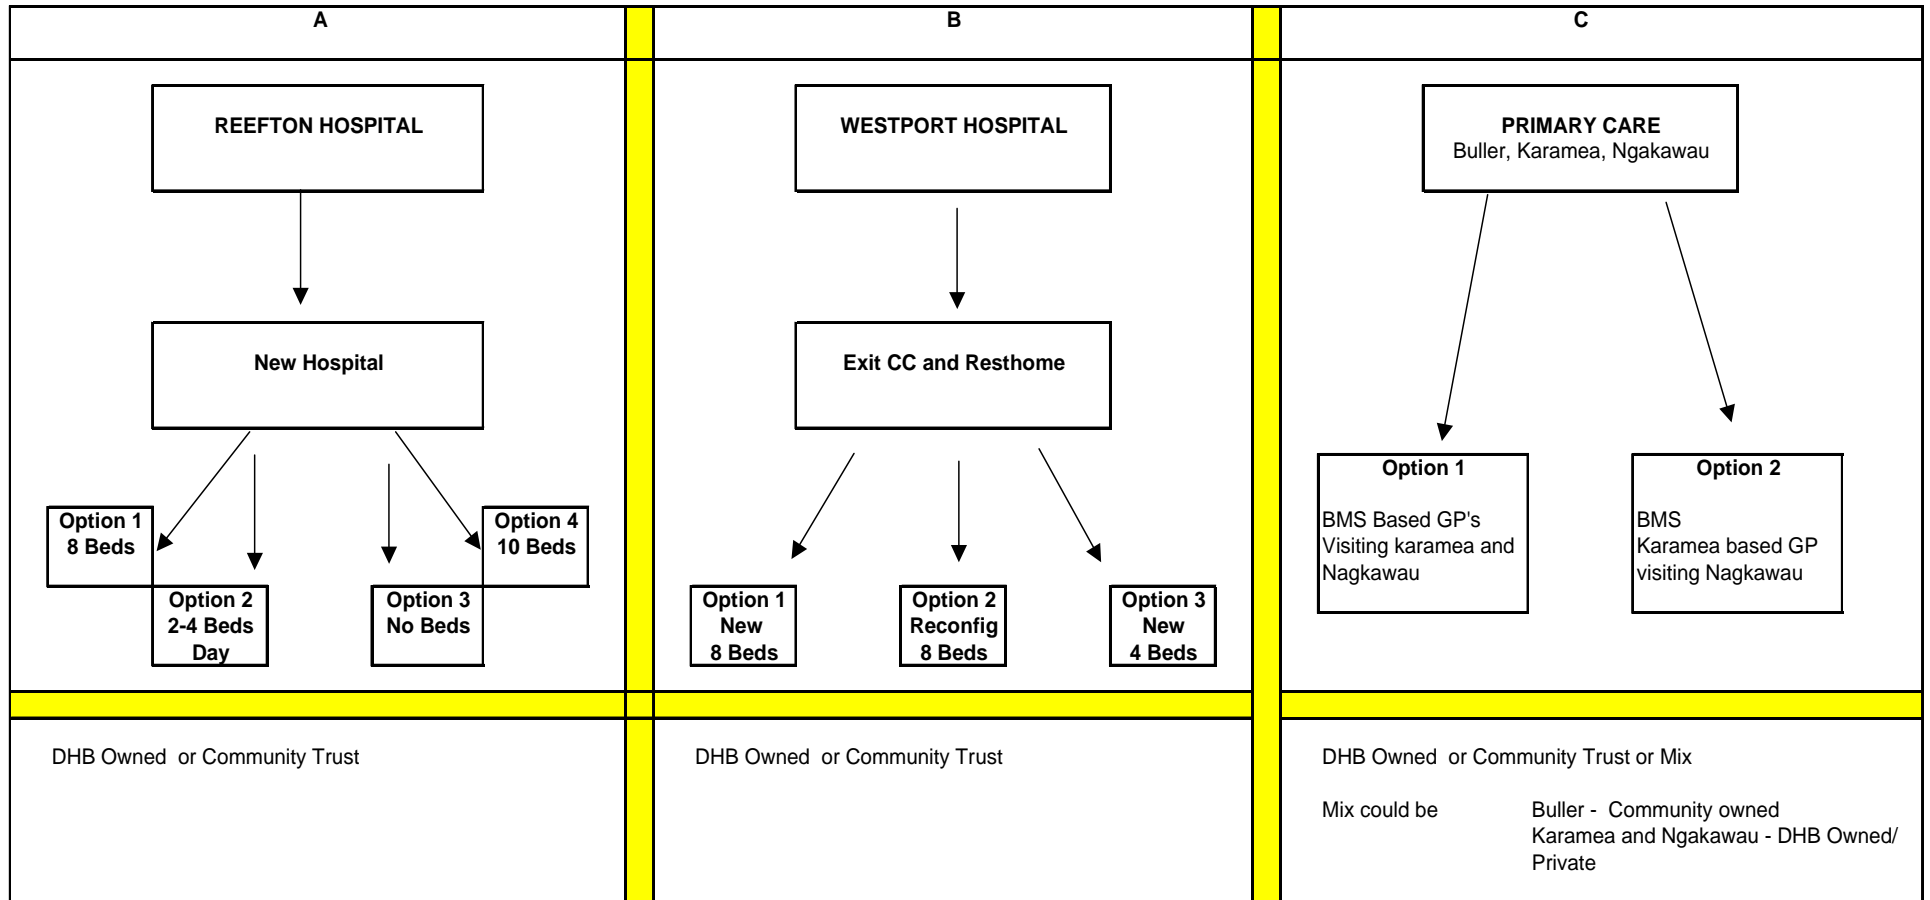 A
B
C
REEFTON HOSPITAL
WESTPORT HOSPITAL
PRIMARY CARE
Buller, Karamea, Ngakawau
New Hospital
Exit CC and Resthome
Option 1
8 Beds
Option 2
2-4 Beds
Day
Option 3
No Beds
Option 4
10 Beds
Option 1
New
8 Beds
Option 2
Reconfig
8 Beds
Option 3
New
4 Beds
Option 1
BMS Based GP's
Visiting karamea and
Nagkawau
Option 2
BMS
Karamea based GP
visiting Nagkawau
DHB Owned or Community Trust
DHB Owned or Community Trust
DHB Owned or Community Trust or Mix
Mix could be Buller - Community owned
Karamea and Ngakawau - DHB Owned/
Private